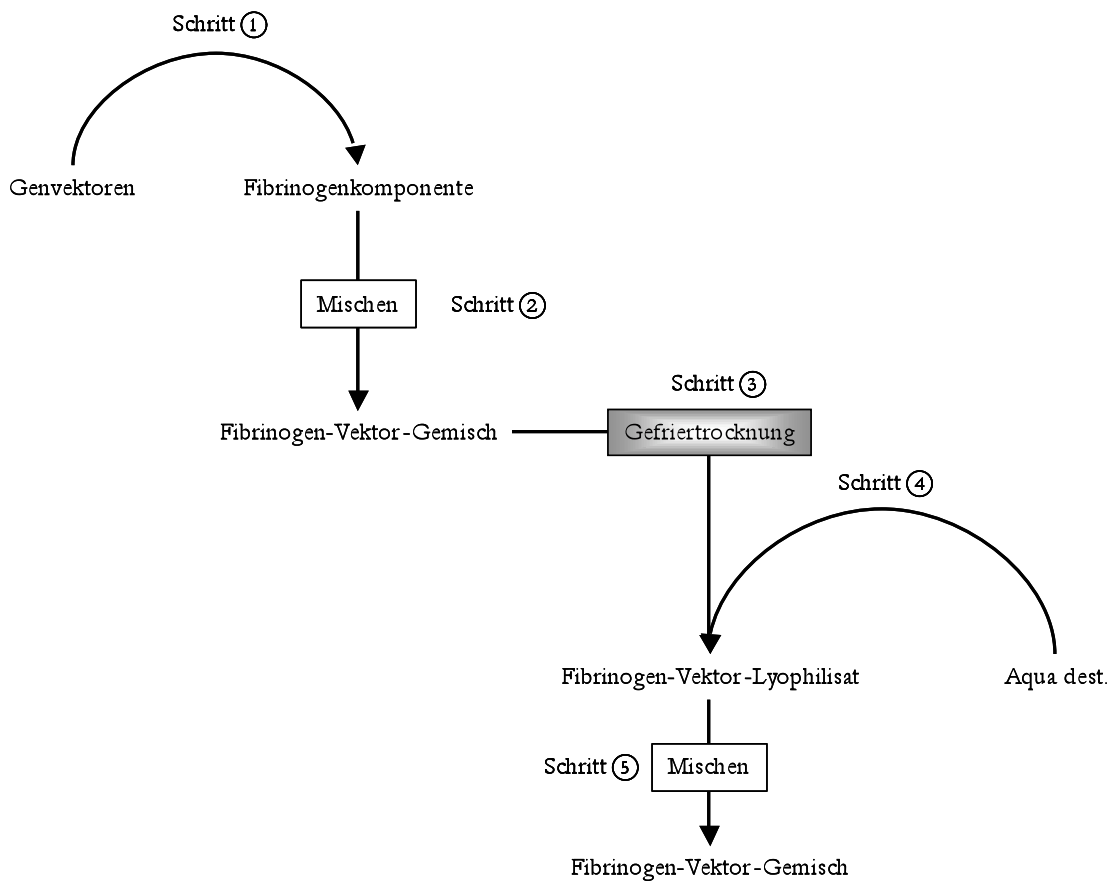 Schritt ①
Genvektoren Fibrinogenkomponente
Mischen Schritt ②
Schritt ③
Fibrinogen-Vektor-Gemisch Gefriertrocknung
Schritt ④
Fibrinogen-Vektor-Lyophilisat Aqua dest.
Schritt ⑤ Mischen
Fibrinogen-Vektor-Gemisch